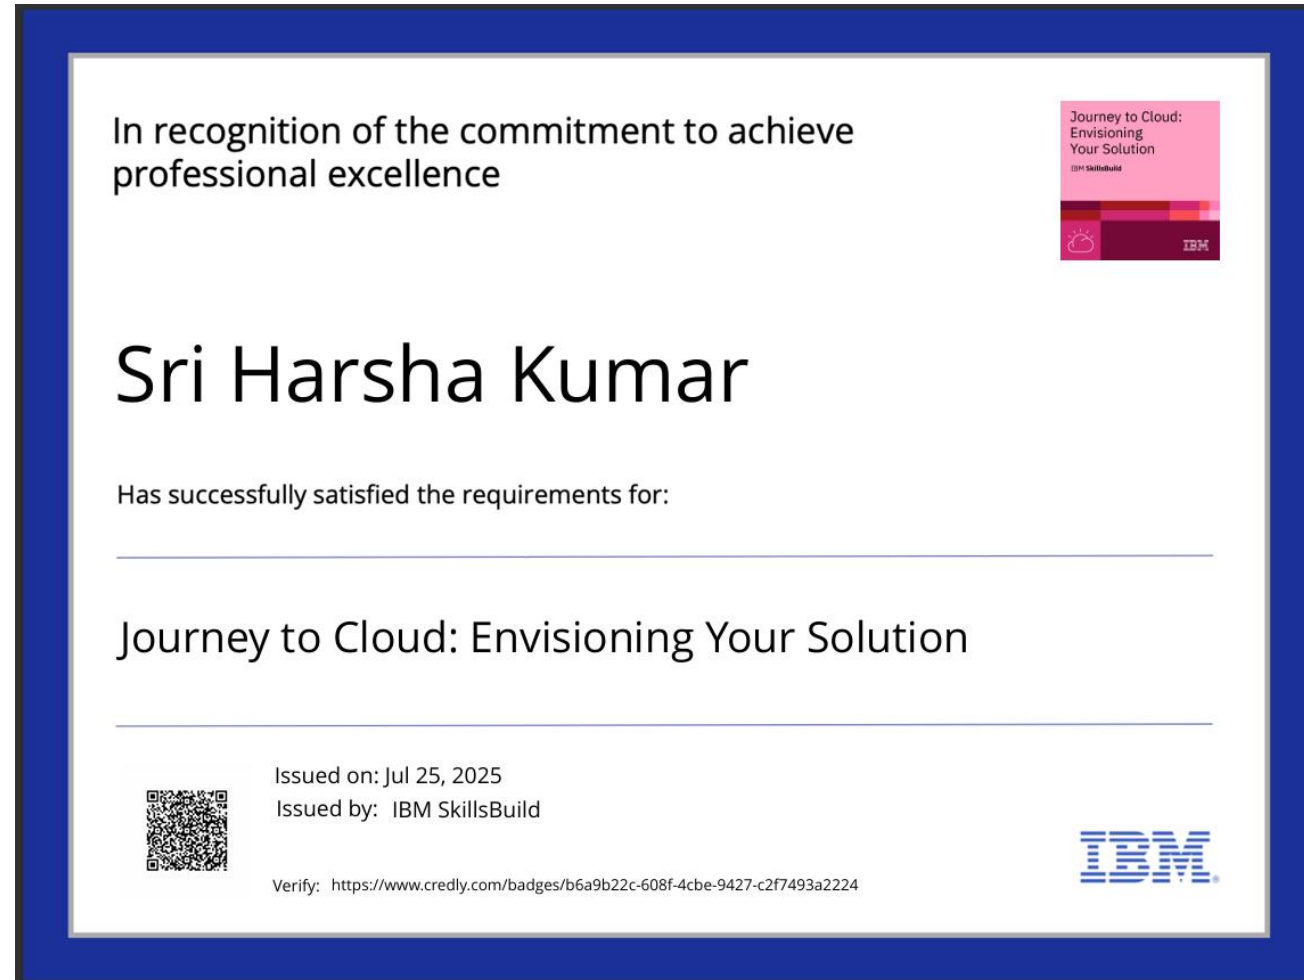 In recognition of the commitment to achieve
professional excellence
Journey to Cloud:
Envisioning
Your Solution
IBM SkillsBuild
IBM
Sri Harsha Kumar
Has successfully satisfied the requirements for:
Journey to Cloud: Envisioning Your Solution
Issued on: Jul 25, 2025
Issued by: IBM SkillsBuild
Verify: https://www.credly.com/badges/b6a9b22c-608f-4cbe-9427-c2f7493a2224
IBM®